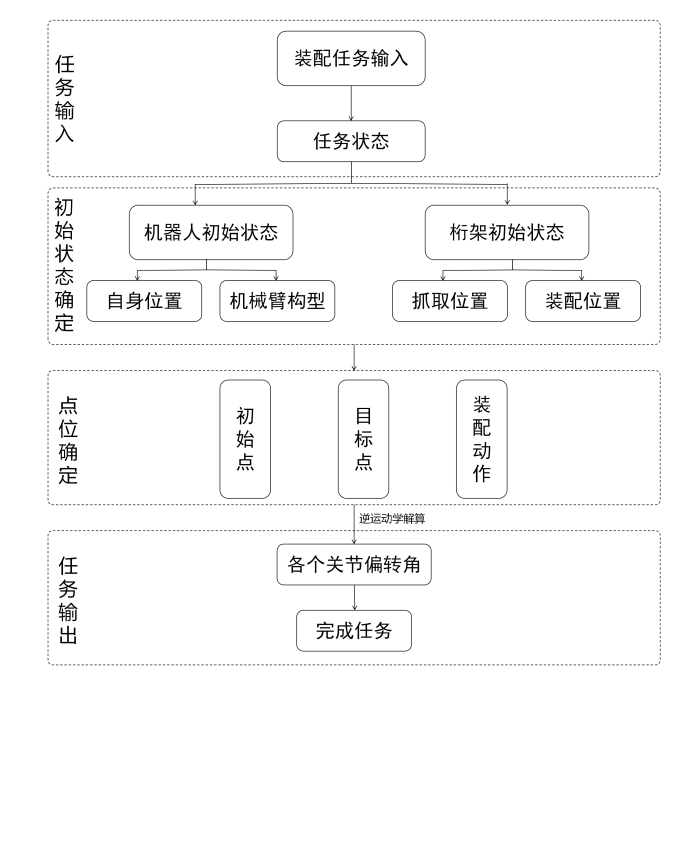 任务输入
装配任务输入
任务状态
初始状态确定
机器人初始状态
桁架初始状态
自身位置
机械臂构型
抓取位置
装配位置
点位确定
初始点
目标点
装配动作
逆运动学解算
任务输出
各个关节偏转角
完成任务